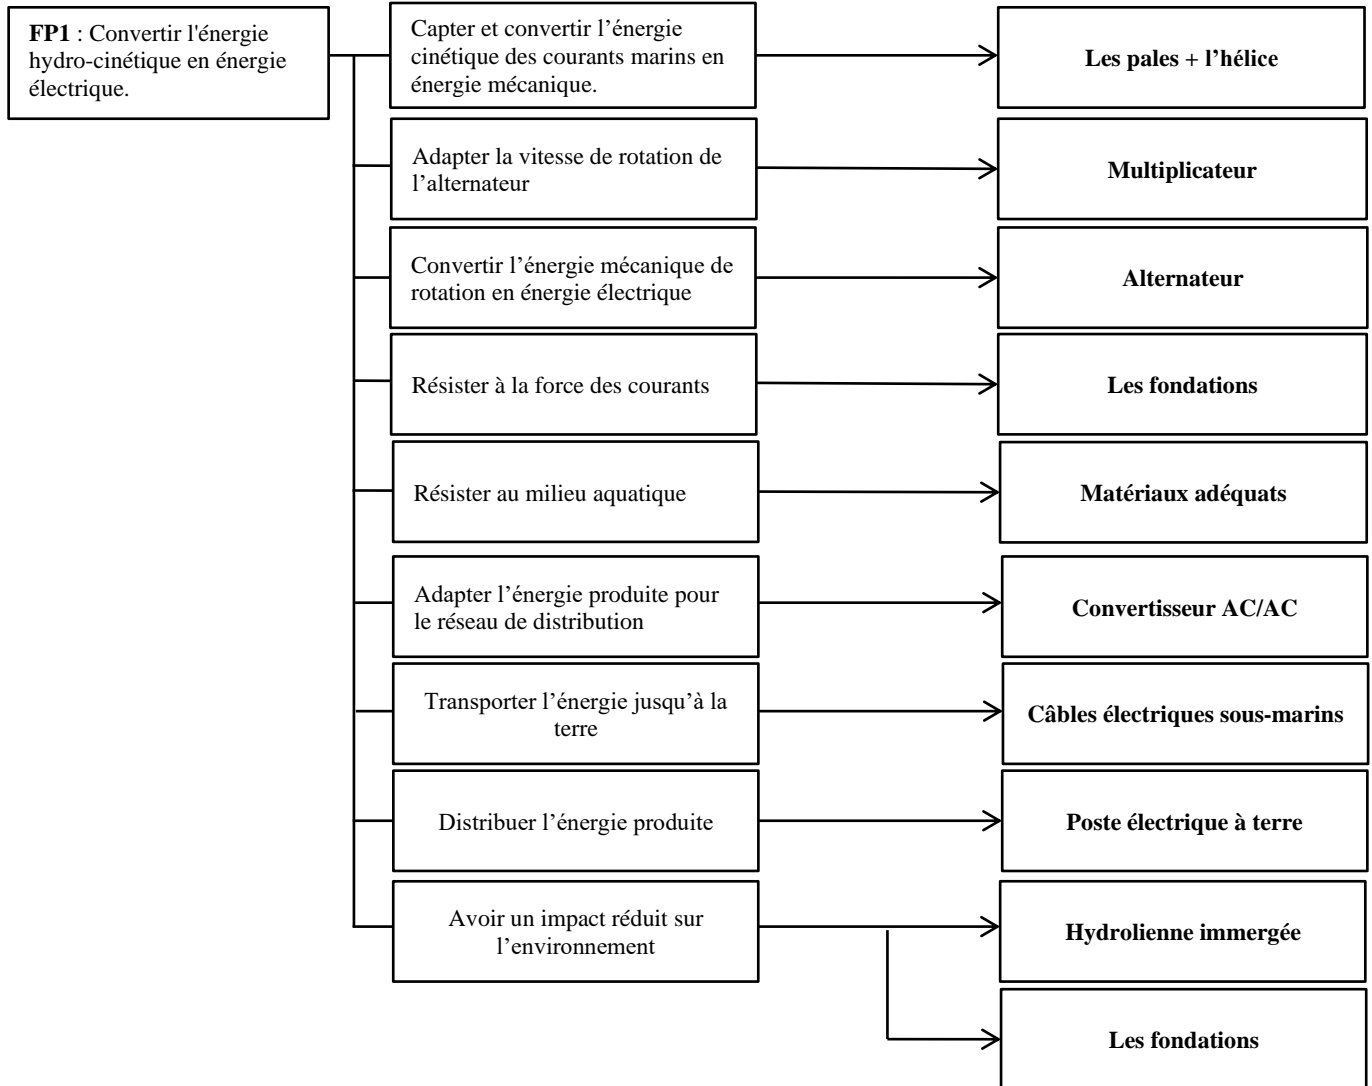 FP1 : Convertir l'énergie
hydro-cinétique en énergie
électrique.
Capter et convertir l’énergie
cinétique des courants marins en
énergie mécanique.
Les pales + l’hélice
Adapter la vitesse de rotation de
l’alternateur
Multiplicateur
Convertir l’énergie mécanique de
rotation en énergie électrique
Alternateur
Résister à la force des courants
Les fondations
Résister au milieu aquatique
Matériaux adéquats
Adapter l’énergie produite pour
le réseau de distribution
Convertisseur AC/AC
Transporter l’énergie jusqu’à la
terre
Câbles électriques sous-marins
Distribuer l’énergie produite
Poste électrique à terre
Avoir un impact réduit sur
l’environnement
Hydrolienne immergée
Les fondations